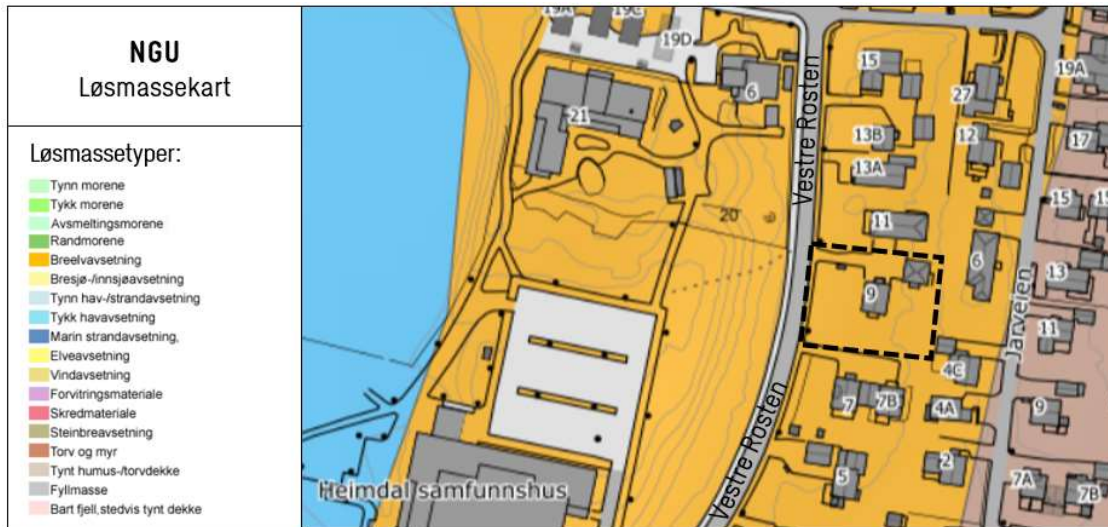 NGU
Løsmassekart
Løsmassetyper:
Tynn morene
Tykk morene
Avsmeltingsmorene
Randmorene
Breelvavsetning
Bresjø-/innsjøavsetning
Tynn hav-/strandavsetning
Tykk havavsetning
Marin strandavsetning,
Elveavsetning
Vindavsetning
Forvitringsmateriale
Skredmateriale
Steinbreavsetning
Torv og myr
Tynt humus-/torvdekke
Fyllmasse
Bart fjell,stedvis tynt dekke
19A
19C
19D
15
19A
6
27
21
13B
12
17
Vestre Rosten
13A
15
20
11
6
13
9
11
Jarveien
4C
7
7B
4A
9
Vestre Rosten
5
2
7A
7B
Heimdal samfunnshus